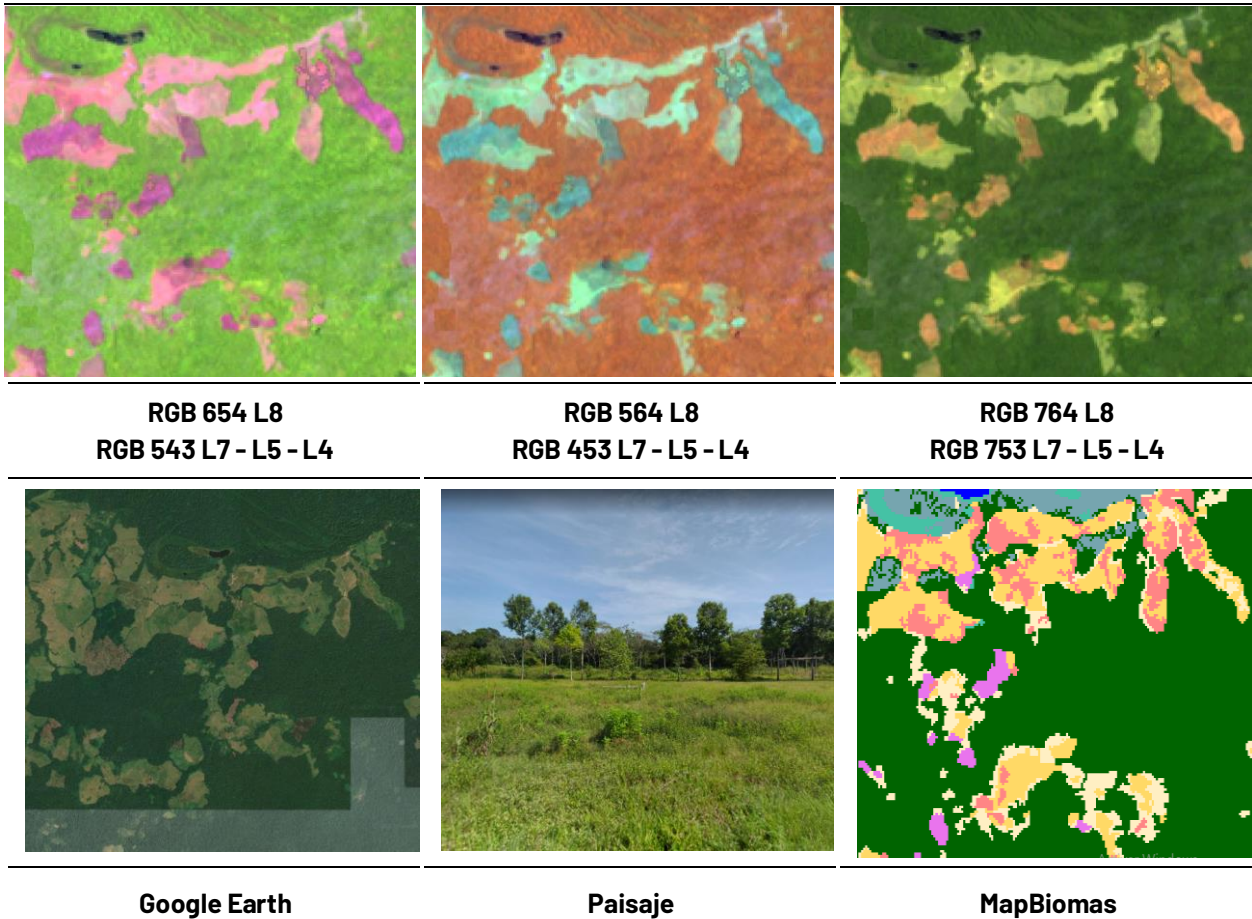 RGB 654 L8
RGB 543 L7 - L5 - L4
RGB 564 L8
RGB 453 L7 - L5 - L4
RGB 764 L8
RGB 753 L7 - L5 - L4
Google Earth
Paisaje
MapBiomas